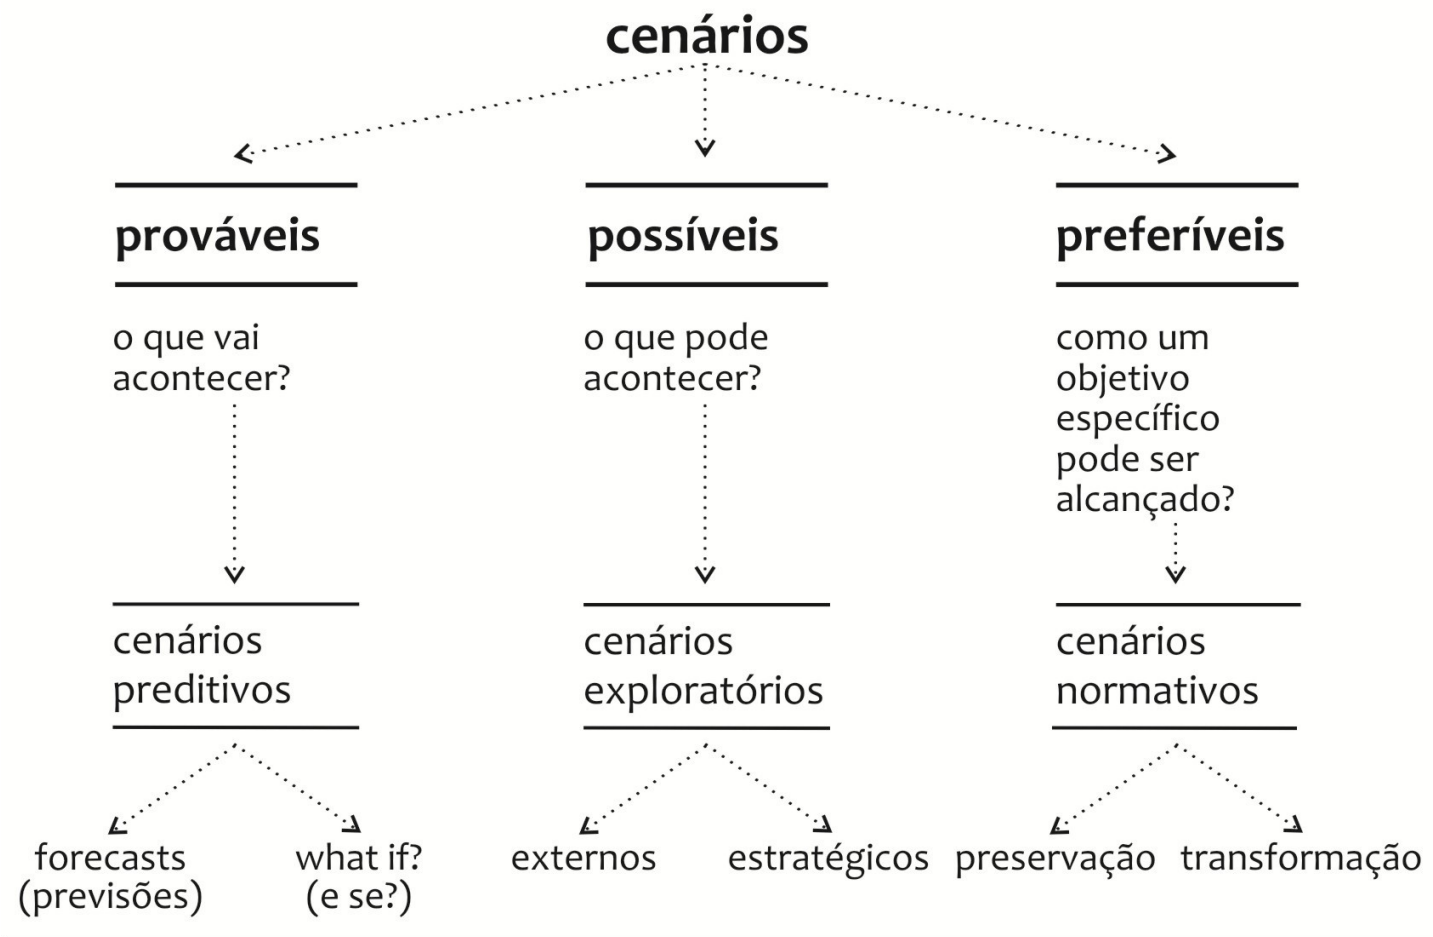 cenários
prováveis
possíveis
preferíveis
o que vai
acontecer?
o que pode
acontecer?
como um
objetivo
específico
pode ser
alcançado?
cenários
preditivos
cenários
exploratórios
cenários
normativos
forecasts
(previsões)
what if?
(e se?)
externos
estratégicos
preservação
transformação